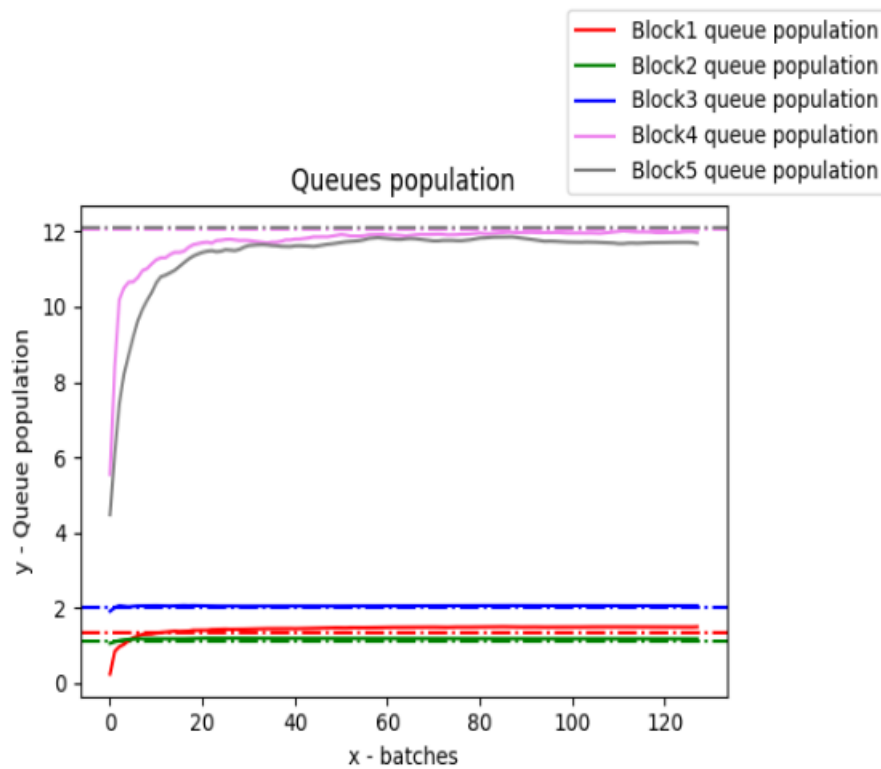 Block1 queue population
Block2 queue population
Block3 queue population
Block4 queue population
Block5 queue population
Queues population
y - Queue population
12
10
8
6
4
2
0
0 20 40 60 80 100 120
x - batches